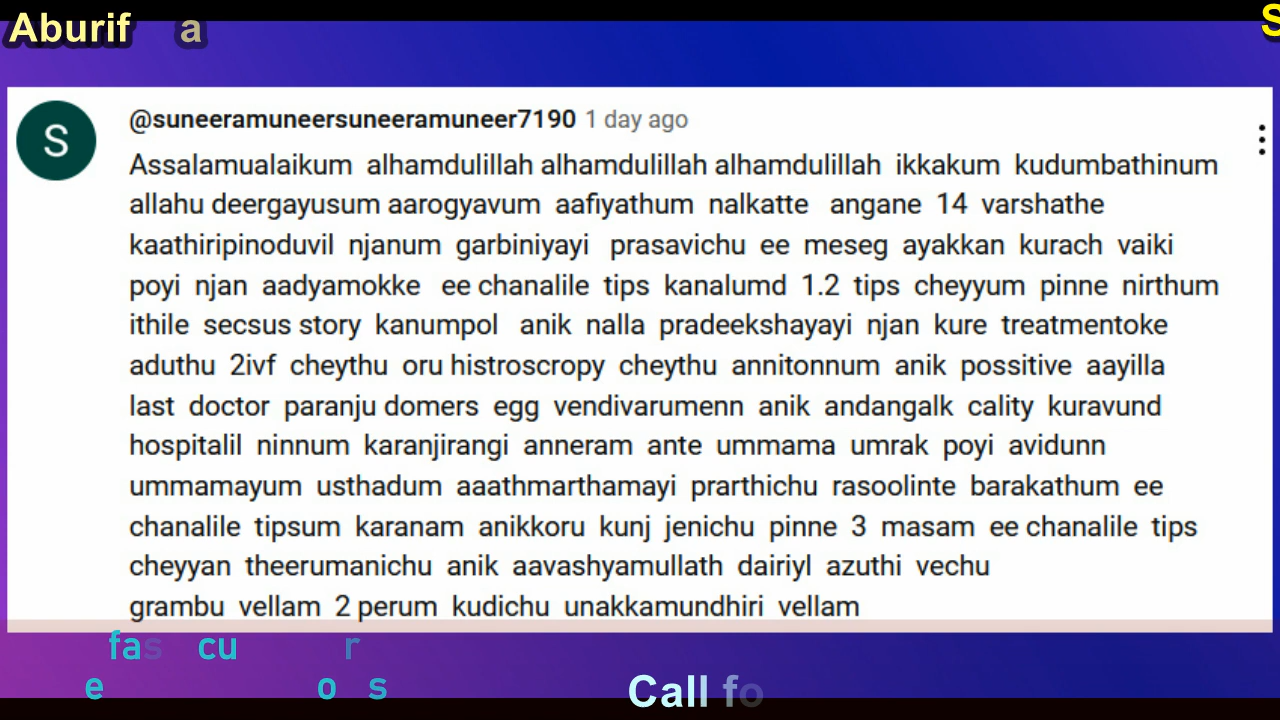 Aburif a
S
S
@suneeramuneersuneeramuneer7190 1 day ago
Assalamualaikum alhamdulillah alhamdulillah alhamdulillah ikkakum kudumbathinum
allahu deergayusum aarogyavum aafiyathum nalkatte angane 14 varshathe
kaathiripinoduvil njanum garbiniyayi prasavichu ee meseg ayakkan kurach vaiki
poyi njan aadyamokke ee chanalile tips kanalumd 1.2 tips cheyyum pinne nirthum
ithile secsus story kanumpol anik nalla pradeekshayayi njan kure treatmentoke
aduthu 2ivf cheythu oru histroscropy cheythu annitonnum anik possitive aayilla
last doctor paranju domers egg vendivarumenn anik andangalk cality kuravund
hospitalil ninnum karanjirangi anneram ante ummama umrak poyi avidunn
ummamayum usthadum aaathmarthamayi prarthichu rasoolinte barakathum ee
chanalile tipsum karanam anikkoru kunj jenichu pinne 3 masam ee chanalile tips
cheyyan theerumanichu anik aavashyamullath dairiyl azuthi vechu
grambu vellam 2 perum kudichu unakkamundhiri vellam
fas cu r
e o s
Call fo